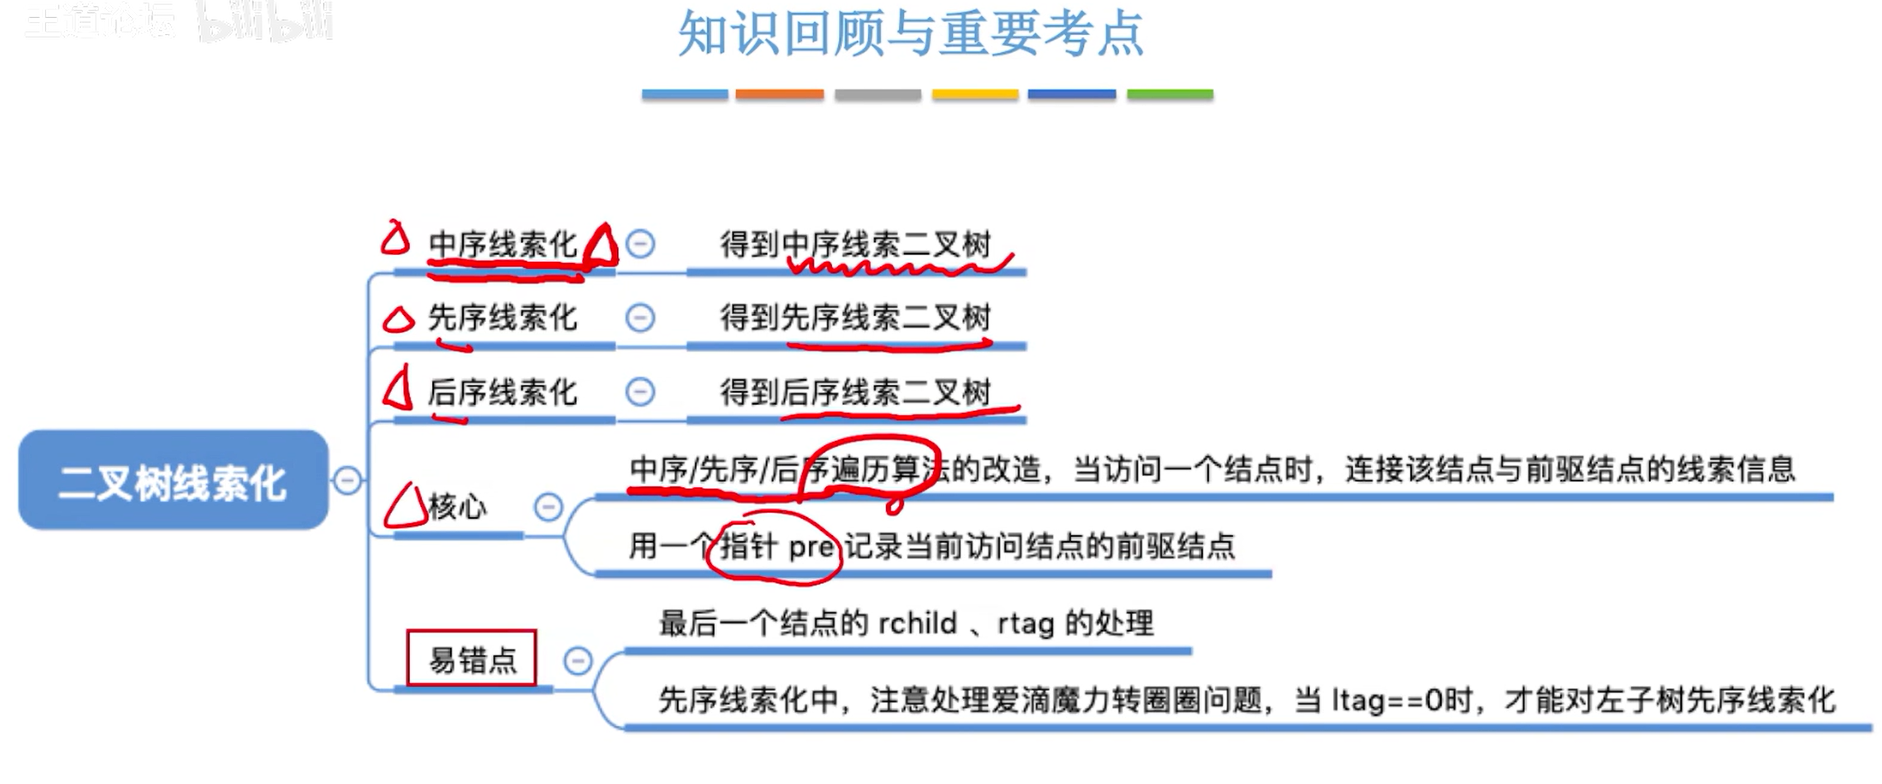 王道论坛 bilibili
知识回顾与重要考点
中序线索化
得到中序线索二叉树
先序线索化
得到先序线索二叉树
后序线索化
得到后序线索二叉树
二叉树线索化
核心
中序/先序/后序遍历算法的改造，当访问一个结点时，连接该结点与前驱结点的线索信息
用一个指针 pre 记录当前访问结点的前驱结点
易错点
最后一个结点的 rchild 、rtag 的处理
先序线索化中，注意处理爱滴魔力转圈圈问题，当 ltag==0时，才能对左子树先序线索化